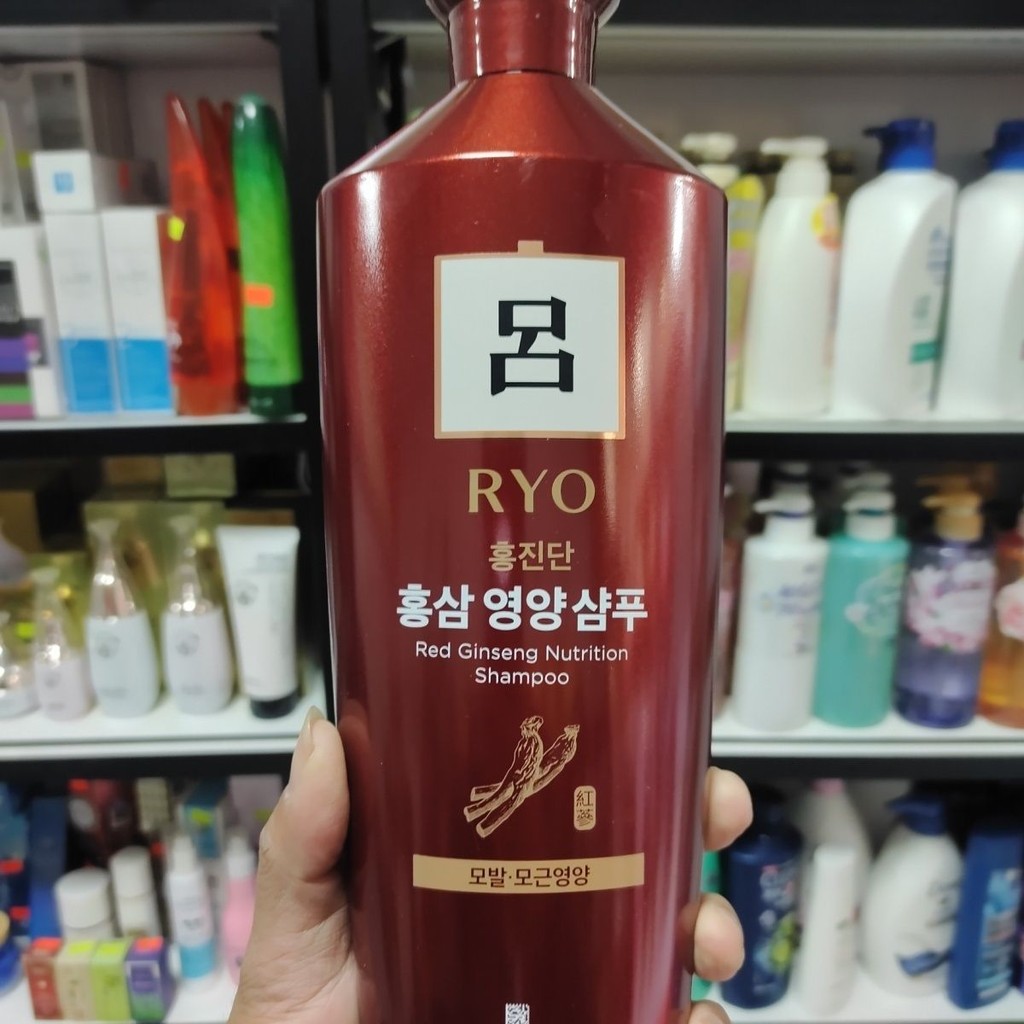 呂
RYO
홍진단
홍삼 영양 샴푸
Red Ginseng Nutrition
Shampoo
紅蔘
모발·모근영양